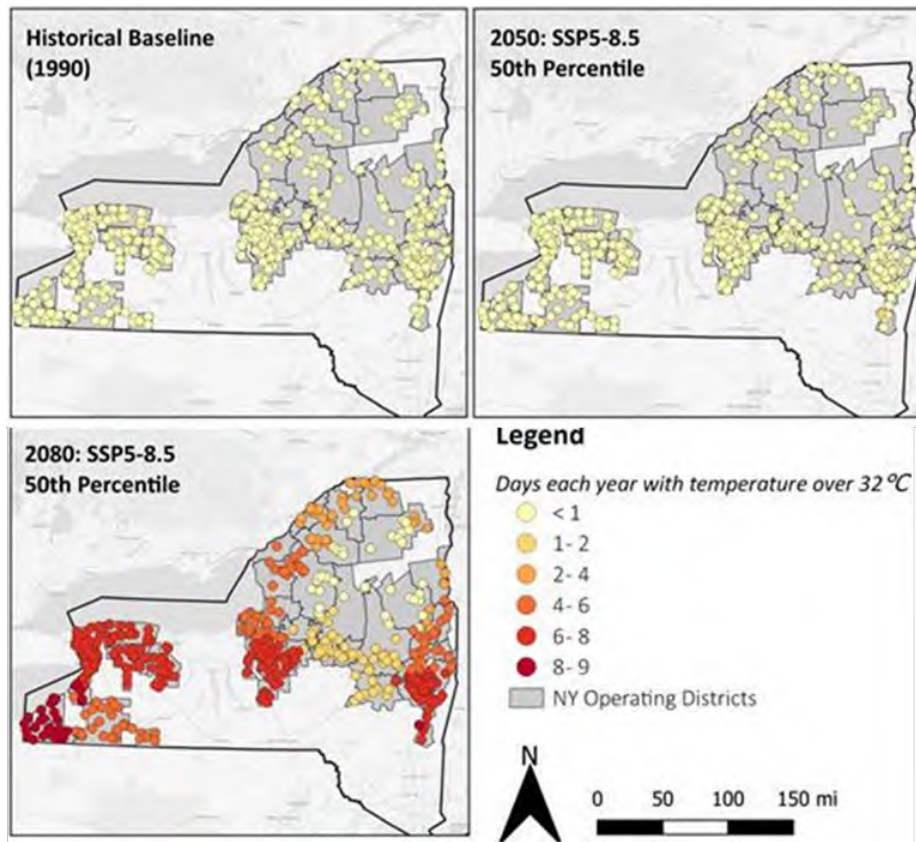 Historical Baseline
(1990)
2050: SSP5-8.5
50th Percentile
2080: SSP5-8.5
50th Percentile
Legend
Days each year with temperature over 32 °C
< 1
1- 2
2- 4
4- 6
6- 8
8- 9
NY Operating Districts
N
0 50 100 150 mi